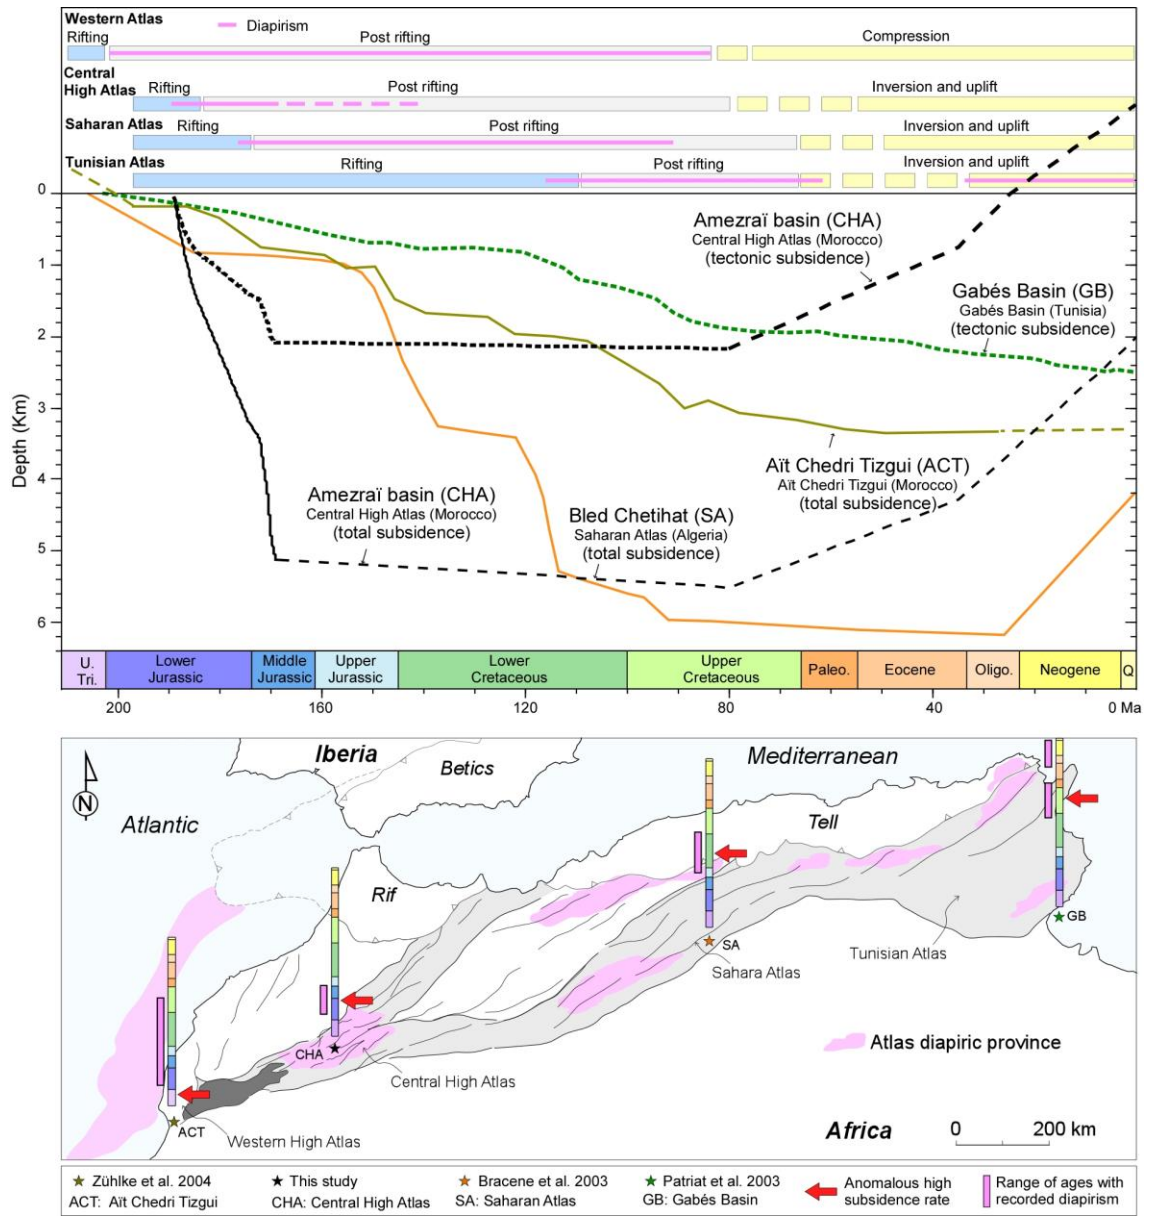 Western Atlas
Diapirism
Rifting
Post rifting
Compression
Central
High Atlas
Rifting
Post rifting
Inversion and uplift
Saharan Atlas
Rifting
Post rifting
Inversion and uplift
Tunisian Atlas
Rifting
Post rifting
Inversion and uplift
0
1
2
3
4
5
6
Depth (Km)
Amezraï basin (CHA)
Central High Atlas (Morocco)
(tectonic subsidence)
Gabés Basin (GB)
Gabés Basin (Tunisia)
(tectonic subsidence)
Aït Chedri Tizgui (ACT)
Aït Chedri Tizgui (Morocco)
(total subsidence)
Amezraï basin (CHA)
Central High Atlas (Morocco)
(total subsidence)
Bled Chetihat (SA)
Saharan Atlas (Algeria)
(total subsidence)
U.
Tri.
Lower
Jurassic
Middle
Jurassic
Upper
Jurassic
Lower
Cretaceous
Upper
Cretaceous
Paleo.
Eocene
Oligo.
Neogene
Q
200
160
120
80
40
0 Ma
N
Iberia
Betics
Mediterranean
Atlantic
Tell
Rif
SA
GB
Tunisian Atlas
Sahara Atlas
CHA
Central High Atlas
Atlas diapiric province
ACT
Western High Atlas
Africa
0
200 km
Zühlke et al. 2004
This study
Bracene et al. 2003
Patriat et al. 2003
Anomalous high
subsidence rate
Range of ages with
recorded diapirism
ACT: Aït Chedri Tizgui
CHA: Central High Atlas
SA: Saharan Atlas
GB: Gabés Basin